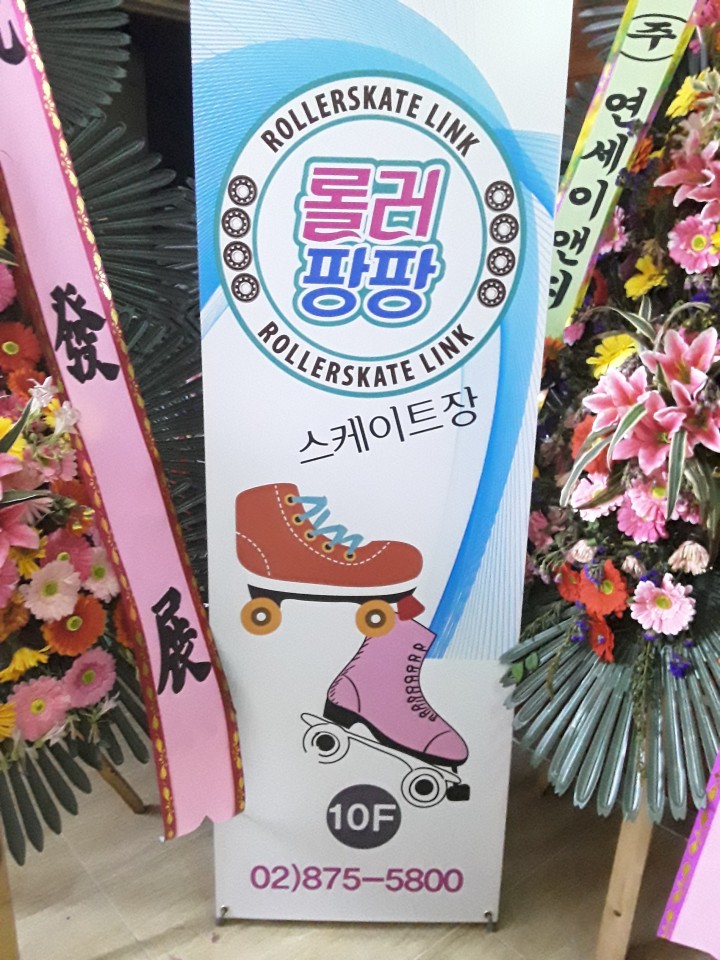 ROLLERSKATE LINK
롤러
팡팡
ROLLERSKATE LINK
스케이트장
10F
02)875-5800
發
展
주
연세이앤